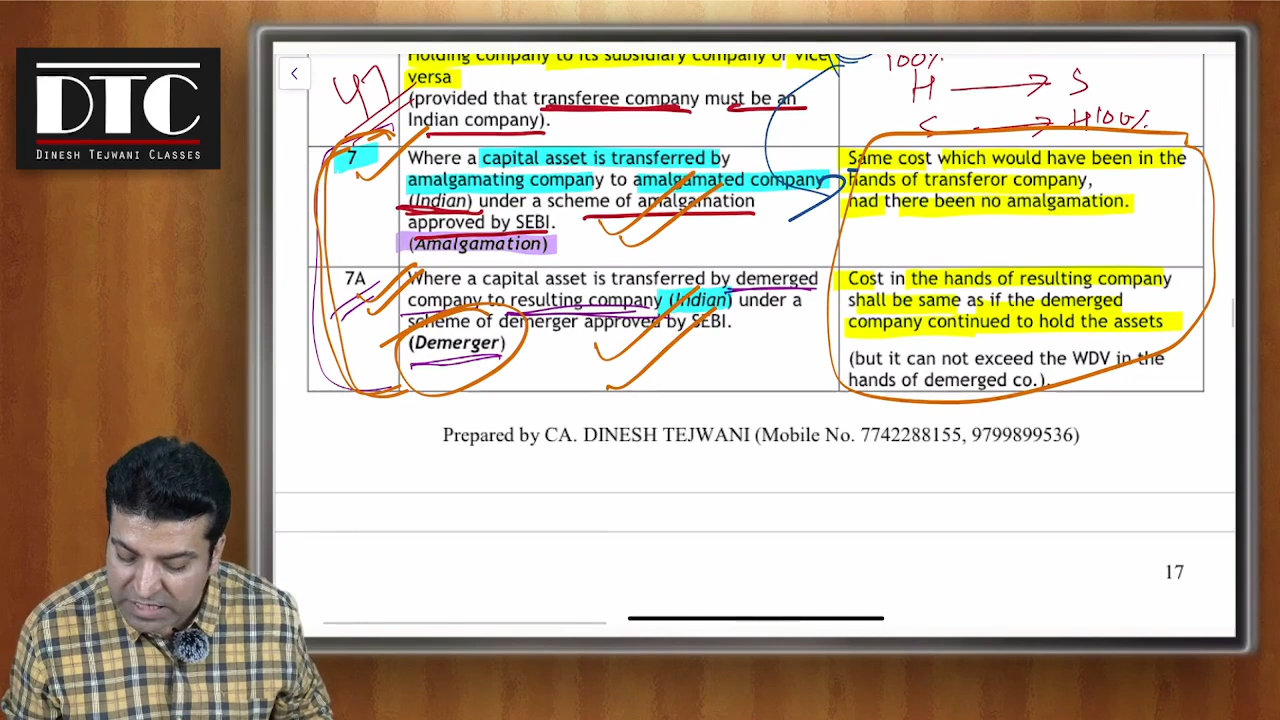 DTC
DINESH TEJWANI CLASSES
Holding company to its subsidiary company or vice
versa
(provided that transferee company must be an
Indian company).
100%
H → S
S → H 100%
47
7
Where a capital asset is transferred by
amalgamating company to amalgamated company
(Indian) under a scheme of amalgamation
approved by SEBI.
(Amalgamation)
Same cost which would have been in the
hands of transferor company,
had there been no amalgamation.
7A
Where a capital asset is transferred by demerged
company to resulting company (Indian) under a
scheme of demerger approved by SEBI.
(Demerger)
Cost in the hands of resulting company
shall be same as if the demerged
company continued to hold the assets
(but it can not exceed the WDV in the
hands of demerged co.).
Prepared by CA. DINESH TEJWANI (Mobile No. 7742288155, 9799899536)
17